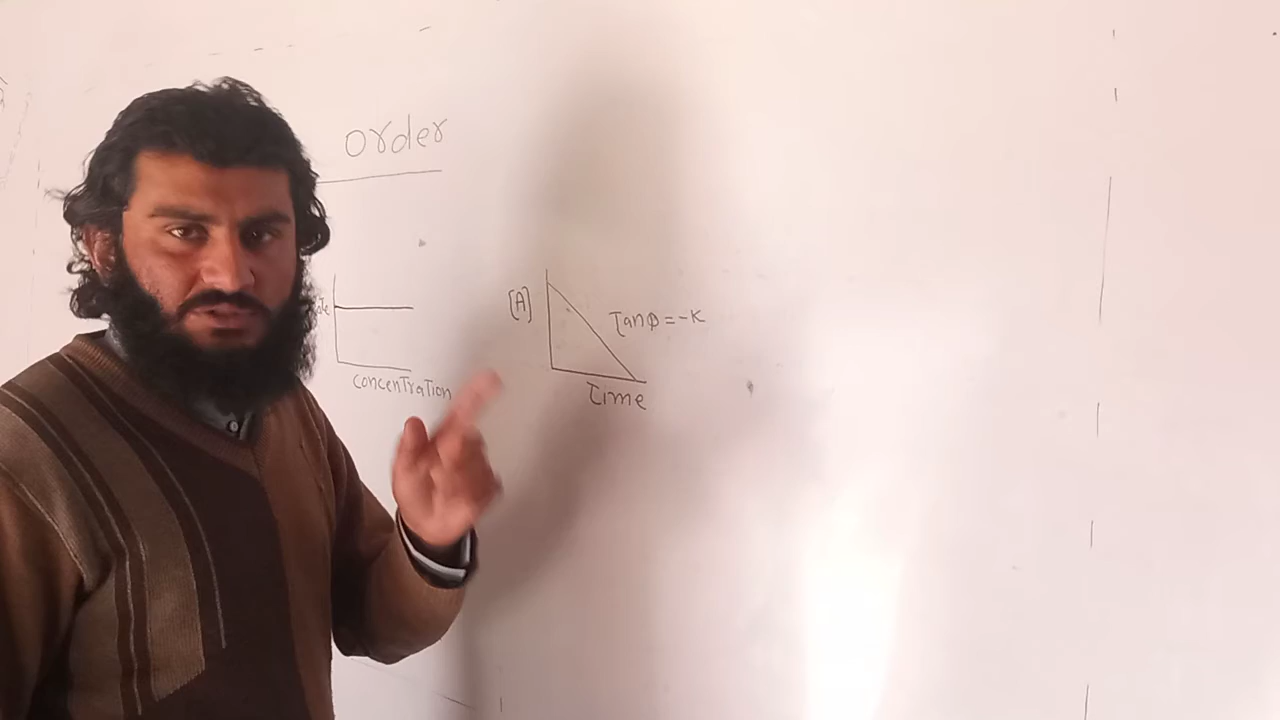 order
[A]
Tanφ = -K
concenTration
Time